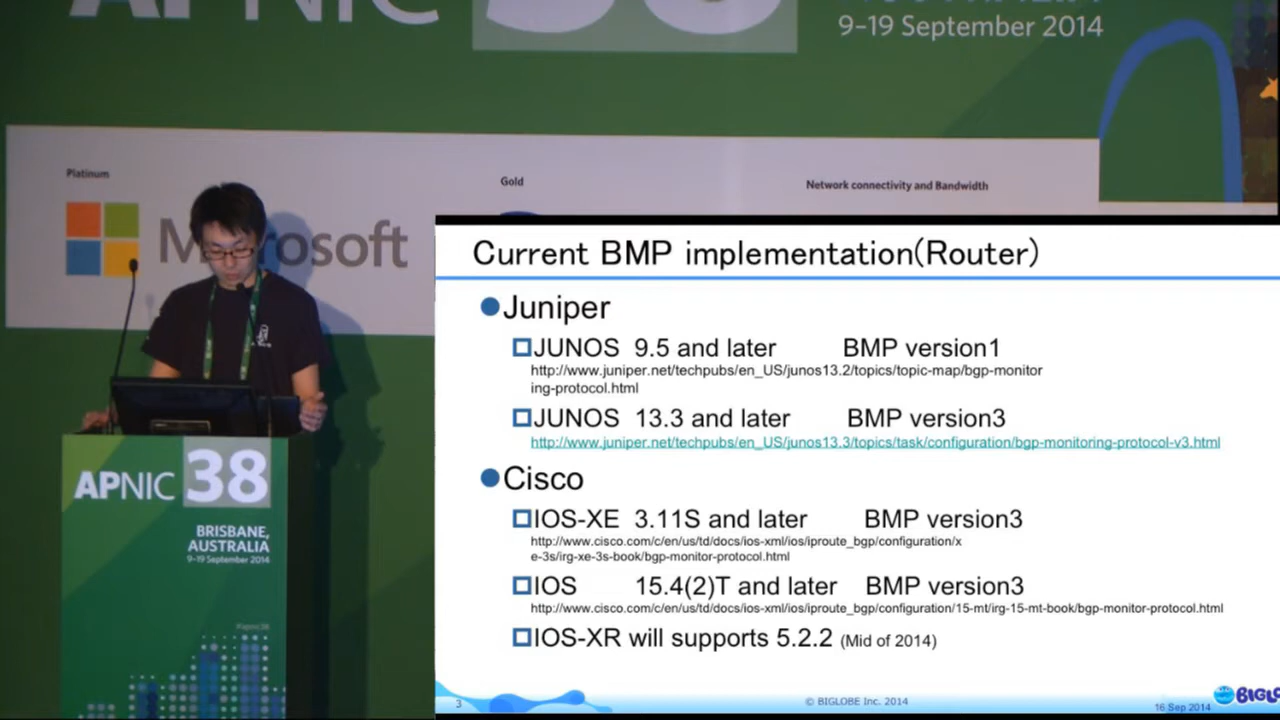 APNIC 38
9-19 September 2014
Platinum
Gold
Network connectivity and Bandwidth
Microsoft
Current BMP implementation(Router)
Juniper
JUNOS 9.5 and later BMP version1
http://www.juniper.net/techpubs/en_US/junos13.2/topics/topic-map/bgp-monitor
ing-protocol.html
JUNOS 13.3 and later BMP version3
http://www.juniper.net/techpubs/en_US/junos13.3/topics/task/configuration/bgp-monitoring-protocol-v3.html
Cisco
IOS-XE 3.11S and later BMP version3
http://www.cisco.com/c/en/us/td/docs/ios-xml/ios/iproute_bgp/configuration/x
e-3s/irg-xe-3s-book/bgp-monitor-protocol.html
IOS 15.4(2)T and later BMP version3
http://www.cisco.com/c/en/us/td/docs/ios-xml/ios/iproute_bgp/configuration/15-mt/irg-15-mt-book/bgp-monitor-protocol.html
IOS-XR will supports 5.2.2 (Mid of 2014)
3
© BIGLOBE Inc. 2014
16 Sep 2014
BIGLO
APNIC 38
BRISBANE,
AUSTRALIA
9-19 September 2014
#apnic38